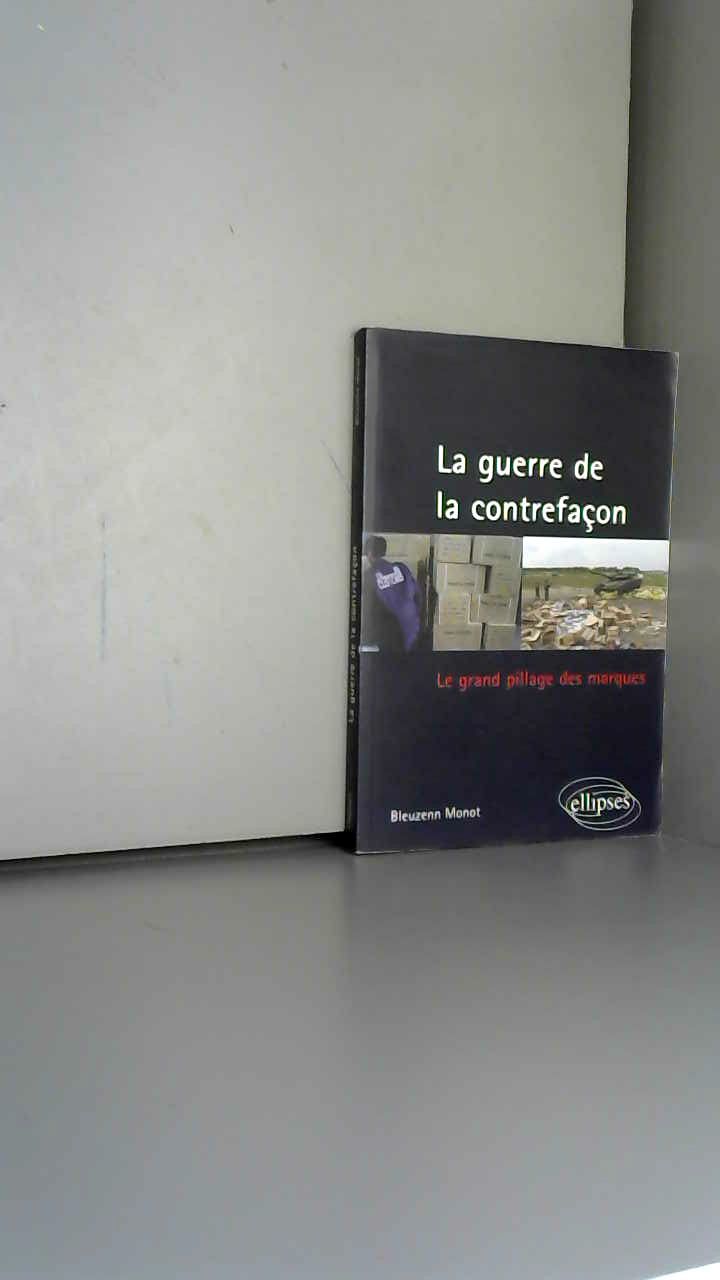 La guerre de
la contrefaçon
Le grand pillage des marques
Bleuzenn Monot
ellipses
La guerre de la contrefaçon